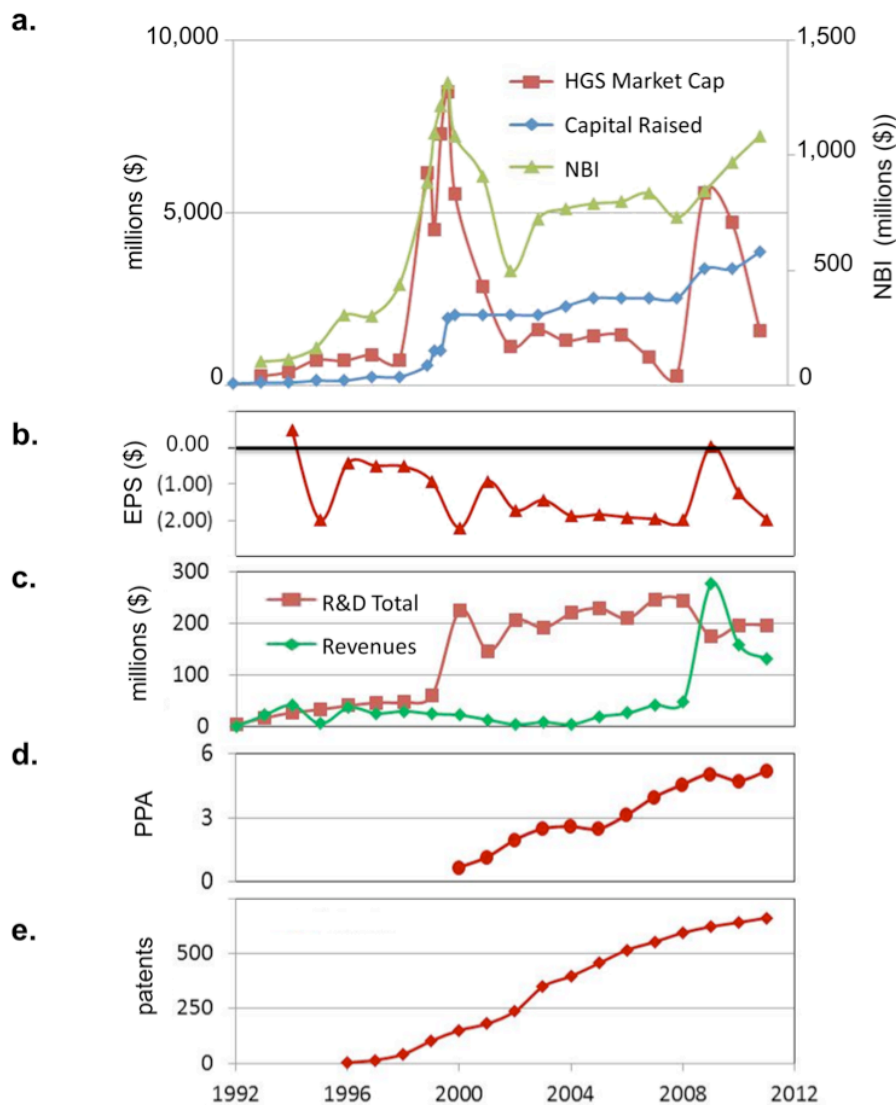 a.
10,000
1,500
HGS Market Cap
Capital Raised
NBI
1,000
millions ($)
5,000
NBI (millions ($))
500
0
0
b.
0.00
EPS ($)
(1.00)
(2.00)
c.
300
R&D Total
millions ($)
200
Revenues
100
0
d.
6
PPA
3
0
e.
500
patents
250
0
1992 1996 2000 2004 2008 2012